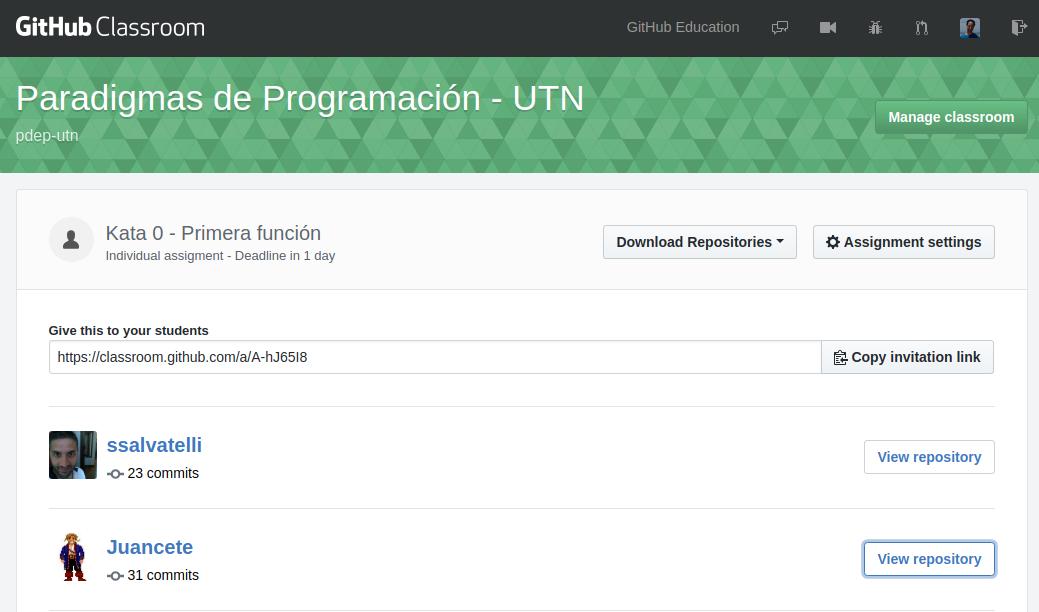 GitHub Classroom
GitHub Education
Paradigmas de Programación - UTN
pdep-utn
Manage classroom
Kata 0 - Primera función
Individual assigment - Deadline in 1 day
Download Repositories
Assignment settings
Give this to your students
https://classroom.github.com/a/A-hJ65I8
Copy invitation link
ssalvatelli
23 commits
View repository
Juancete
31 commits
View repository